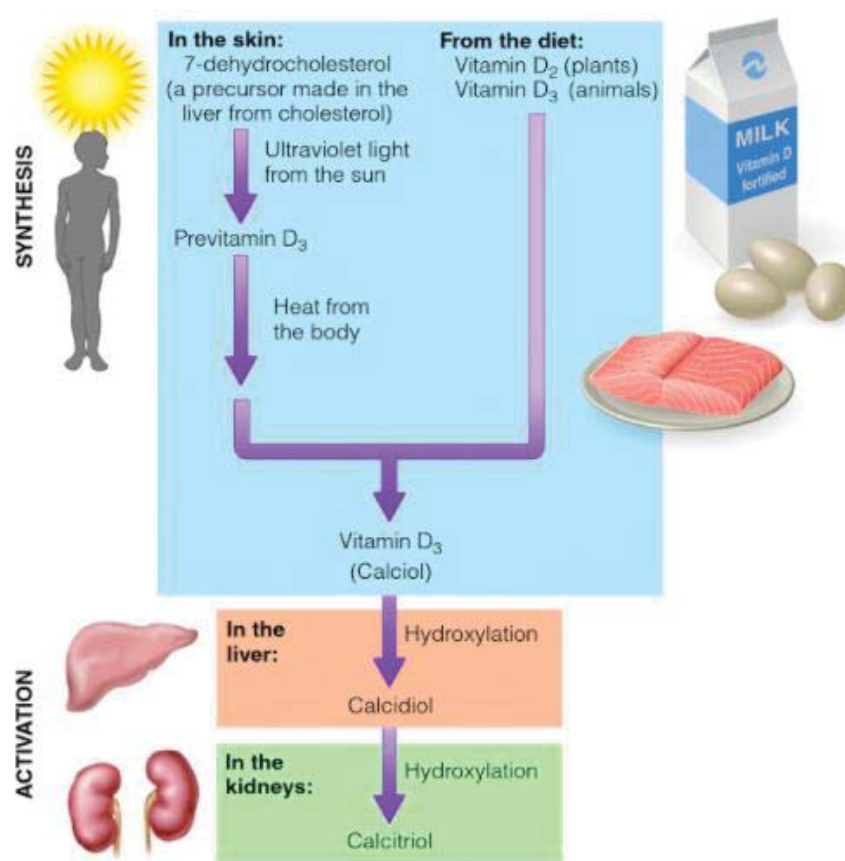 In the skin:
7-dehydrocholesterol
(a precursor made in the
liver from cholesterol)
From the diet:
Vitamin D₂ (plants)
Vitamin D₃ (animals)
Ultraviolet light
from the sun
Previtamin D₃
Heat from
the body
Vitamin D₃
(Calciol)
MILK
Vitamin D
fortified
SYNTHESIS
In the
liver:
Hydroxylation
Calcidiol
In the
kidneys:
Hydroxylation
Calcitriol
ACTIVATION